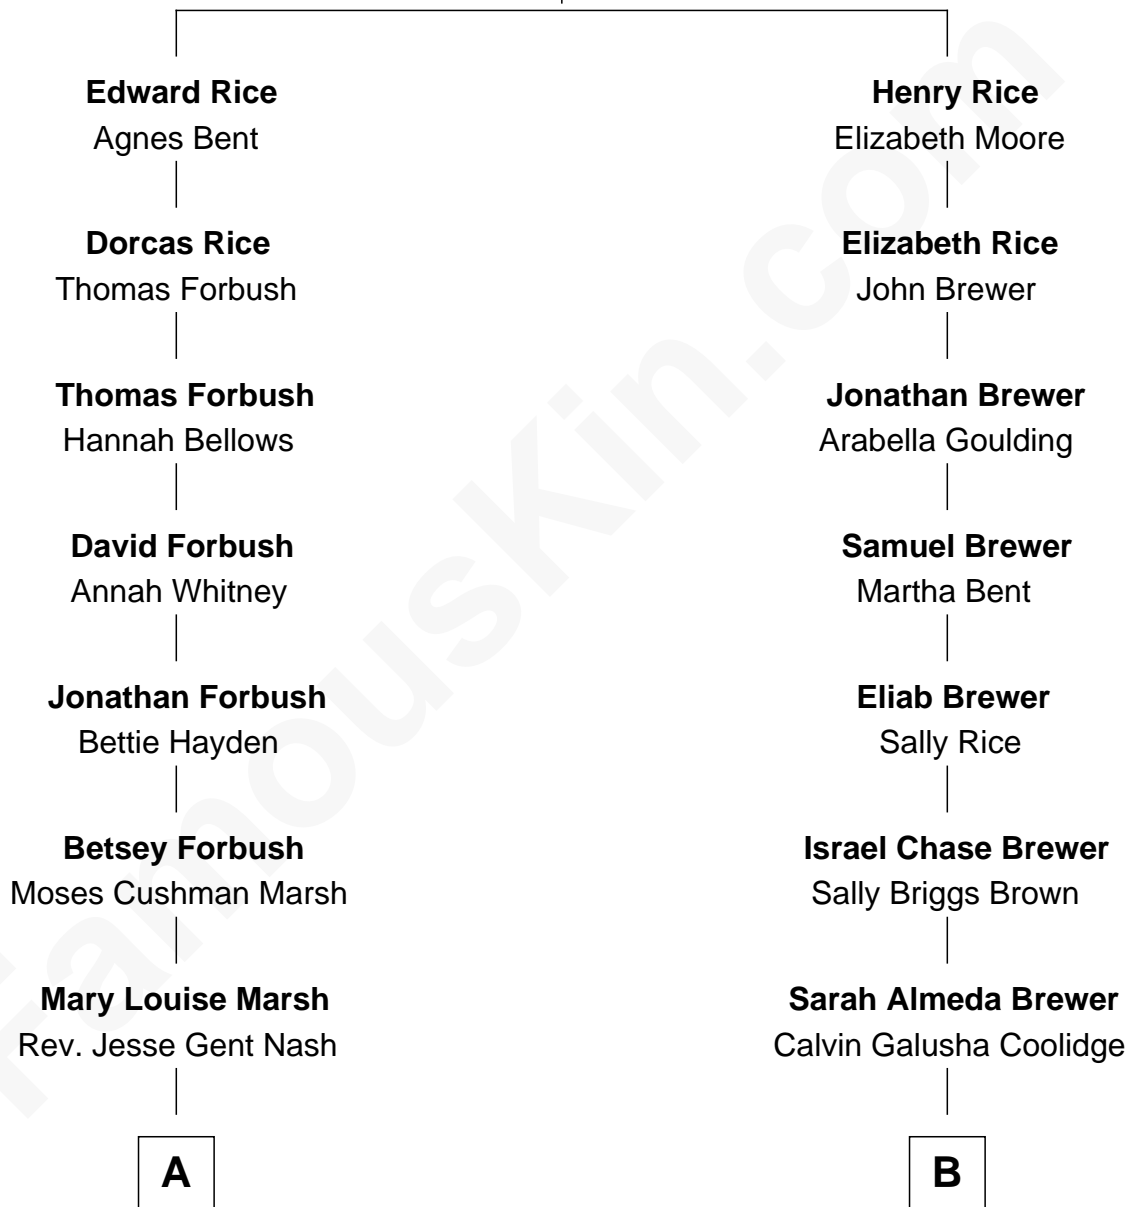 Edward Rice
Agnes Bent
Dorcas Rice
Thomas Forbush
Thomas Forbush
Hannah Bellows
David Forbush
Annah Whitney
Jonathan Forbush
Bettie Hayden
Betsey Forbush
Moses Cushman Marsh
Mary Louise Marsh
Rev. Jesse Gent Nash
A
Henry Rice
Elizabeth Moore
Elizabeth Rice
John Brewer
Jonathan Brewer
Arabella Goulding
Samuel Brewer
Martha Bent
Eliab Brewer
Sally Rice
Israel Chase Brewer
Sally Briggs Brown
Sarah Almeda Brewer
Calvin Galusha Coolidge
B
FamousKin.com